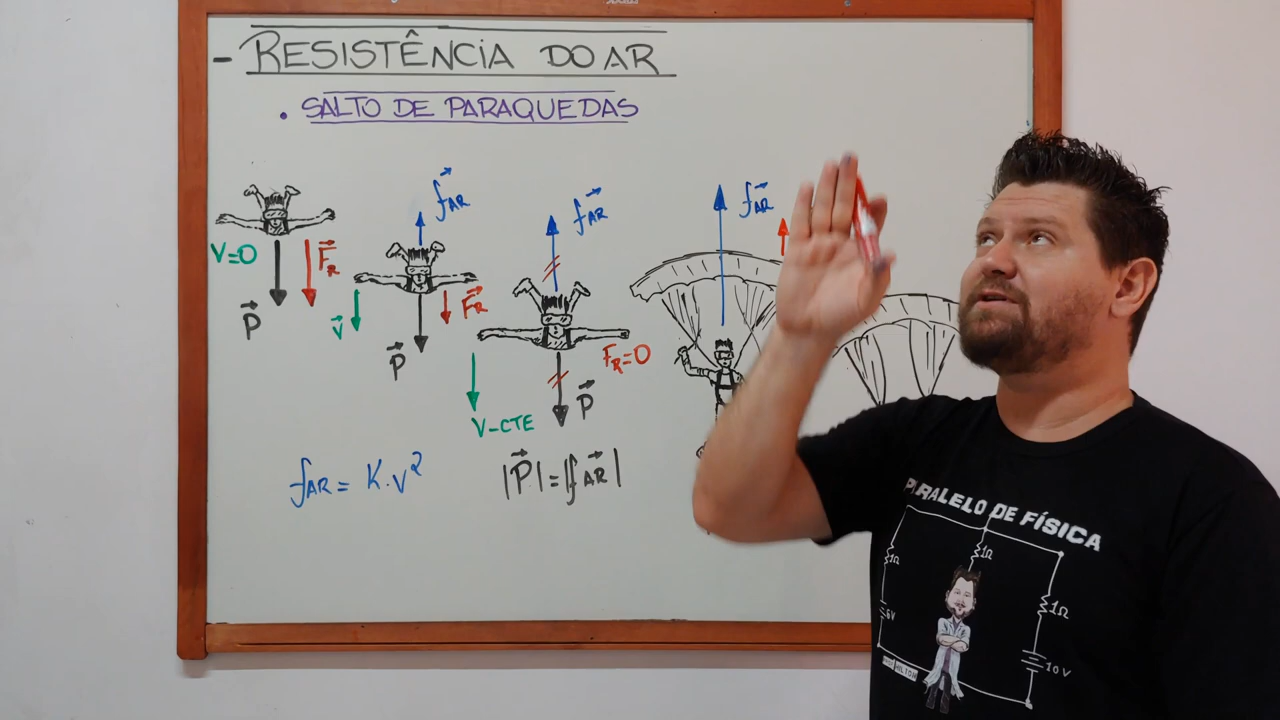 - RESISTÊNCIA DO AR
• SALTO DE PARAQUEDAS
V=0
F⃗R
P⃗
f⃗AR
V⃗
F⃗R
P⃗
f⃗AR
FR=0
P⃗
V-CTE
f⃗AR
fAR = K.V²
|P⃗|=|f⃗AR|
PARALELO DE FÍSICA
1Ω
1Ω
1Ω
6V
10V